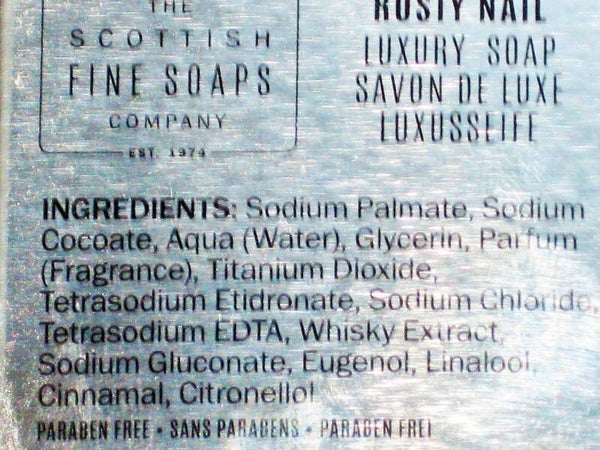 THE
SCOTTISH
FINE SOAPS
COMPANY
EST. 1974
RUSTY NAIL
LUXURY SOAP
SAVON DE LUXE
LUXUSSEIFE
INGREDIENTS: Sodium Palmate, Sodium
Cocoate, Aqua (Water), Glycerin, Parfum
(Fragrance), Titanium Dioxide,
Tetrasodium Etidronate, Sodium Chloride,
Tetrasodium EDTA, Whisky Extract,
Sodium Gluconate, Eugenol, Linalool,
Cinnamal, Citronellol
PARABEN FREE • SANS PARABENS • PARABEN FREI